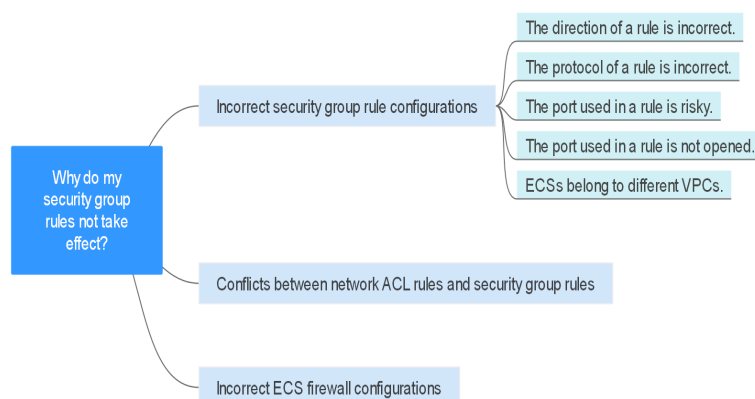 Why do my
security group
rules not take
effect?
Incorrect security group rule configurations
The direction of a rule is incorrect.
The protocol of a rule is incorrect.
The port used in a rule is risky.
The port used in a rule is not opened.
ECSs belong to different VPCs.
Conflicts between network ACL rules and security group rules
Incorrect ECS firewall configurations